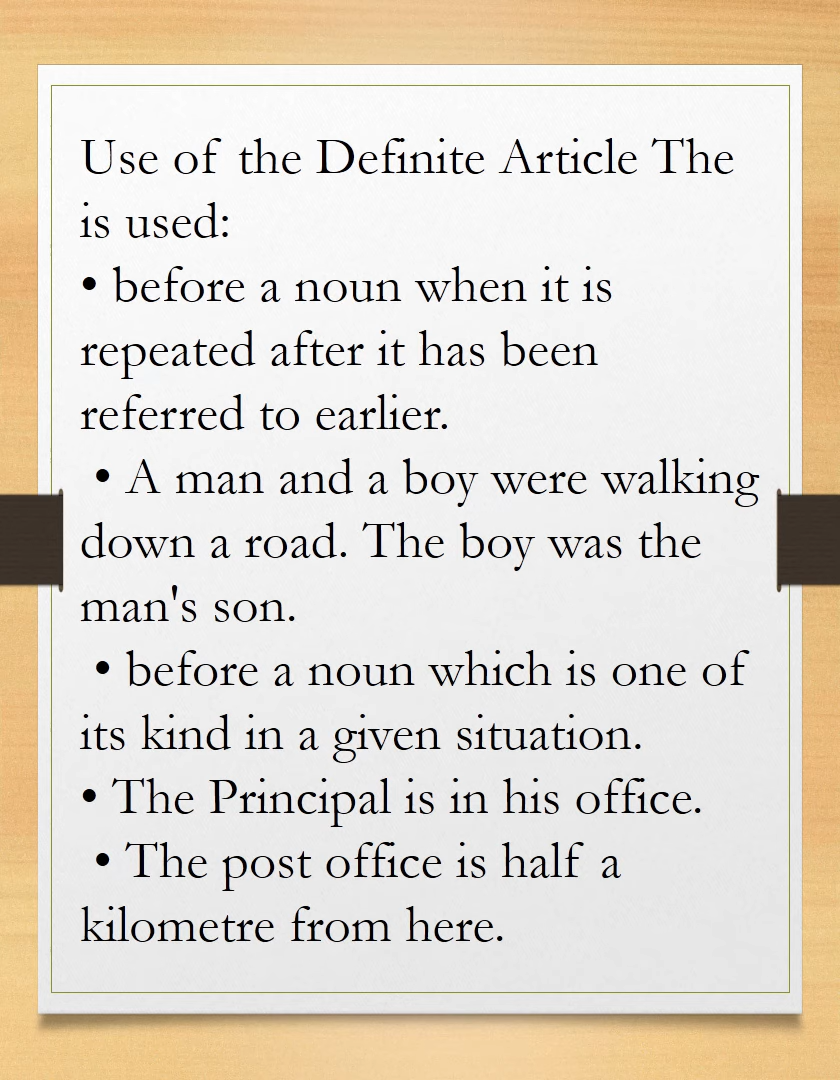 Use of the Definite Article The
is used:
• before a noun when it is
repeated after it has been
referred to earlier.
• A man and a boy were walking
down a road. The boy was the
man's son.
• before a noun which is one of
its kind in a given situation.
• The Principal is in his office.
• The post office is half a
kilometre from here.